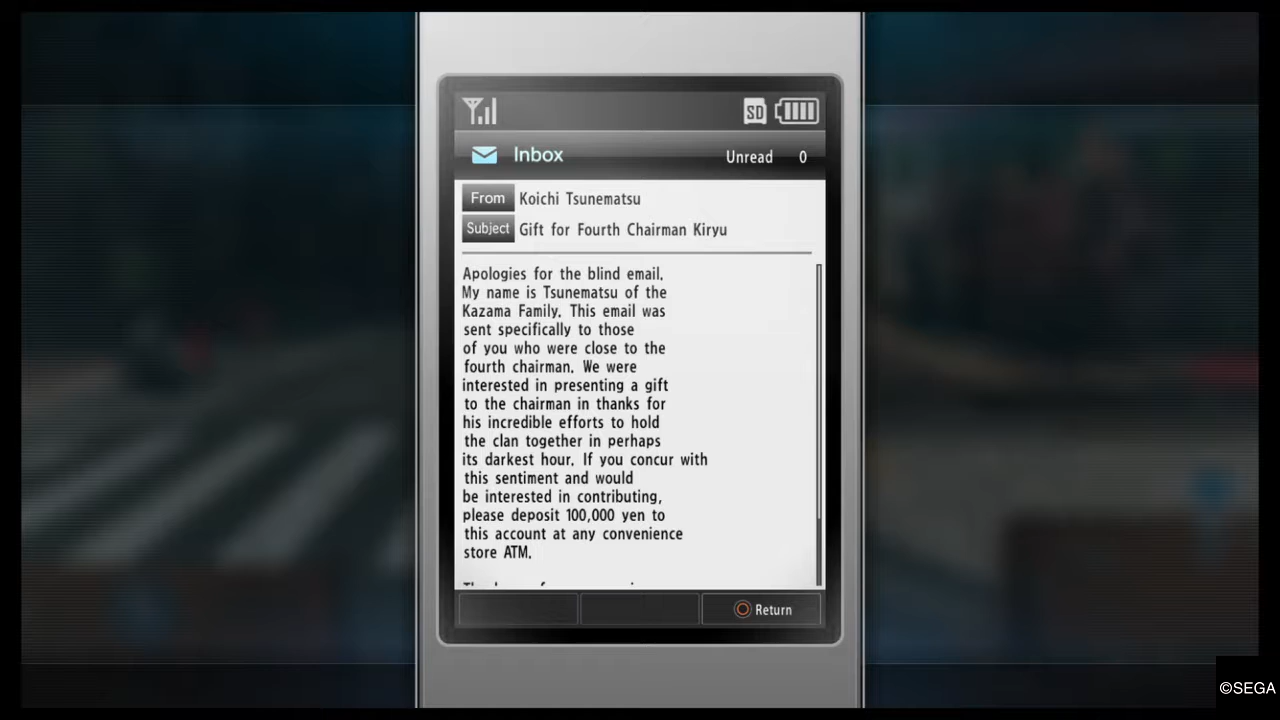 SD
Inbox
Unread 0
From Koichi Tsunematsu
Subject Gift for Fourth Chairman Kiryu
Apologies for the blind email.
My name is Tsunematsu of the
Kazama Family. This email was
sent specifically to those
of you who were close to the
fourth chairman. We were
interested in presenting a gift
to the chairman in thanks for
his incredible efforts to hold
the clan together in perhaps
its darkest hour. If you concur with
this sentiment and would
be interested in contributing,
please deposit 100,000 yen to
this account at any convenience
store ATM.
Return
©SEGA